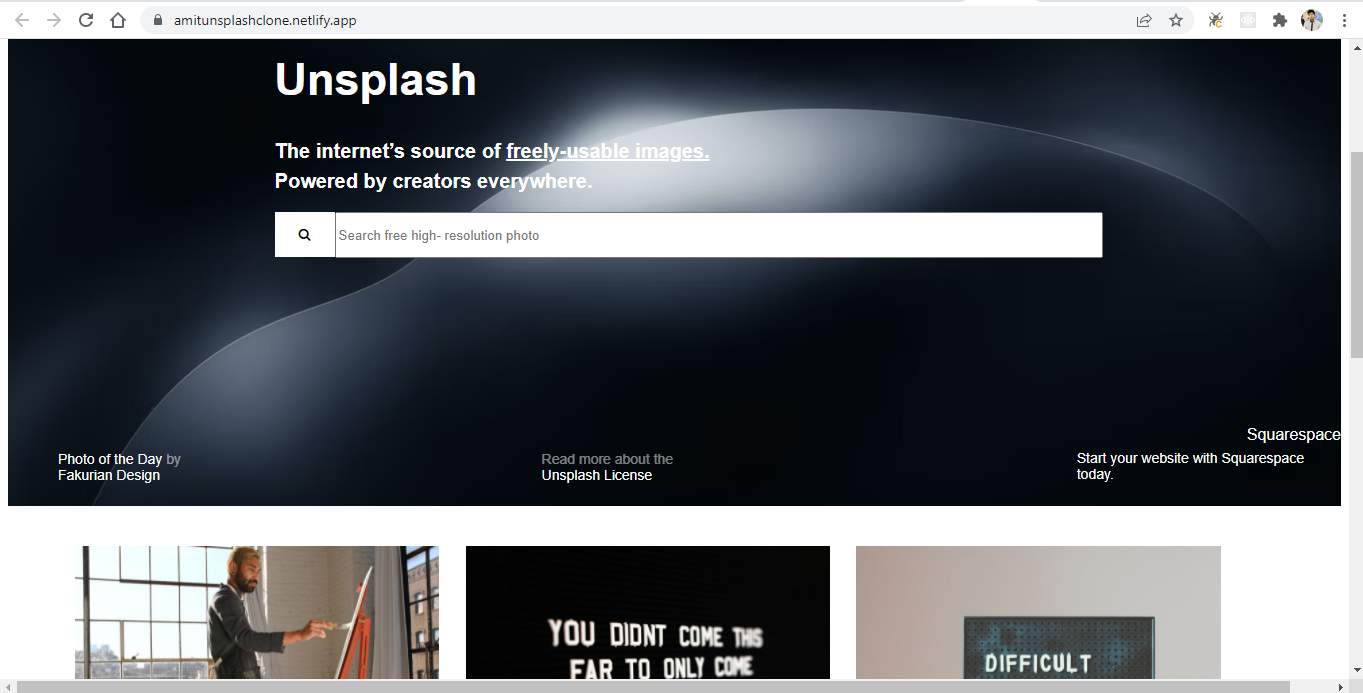 amitunsplashclone.netlify.app
Unsplash
The internet’s source of freely-usable images.
Powered by creators everywhere.
Search free high- resolution photo
Photo of the Day by
Fakurian Design
Read more about the
Unsplash License
Squarespace
Start your website with Squarespace
today.
YOU DIDNT COME THIS
FAR TO ONLY COME
DIFFICULT